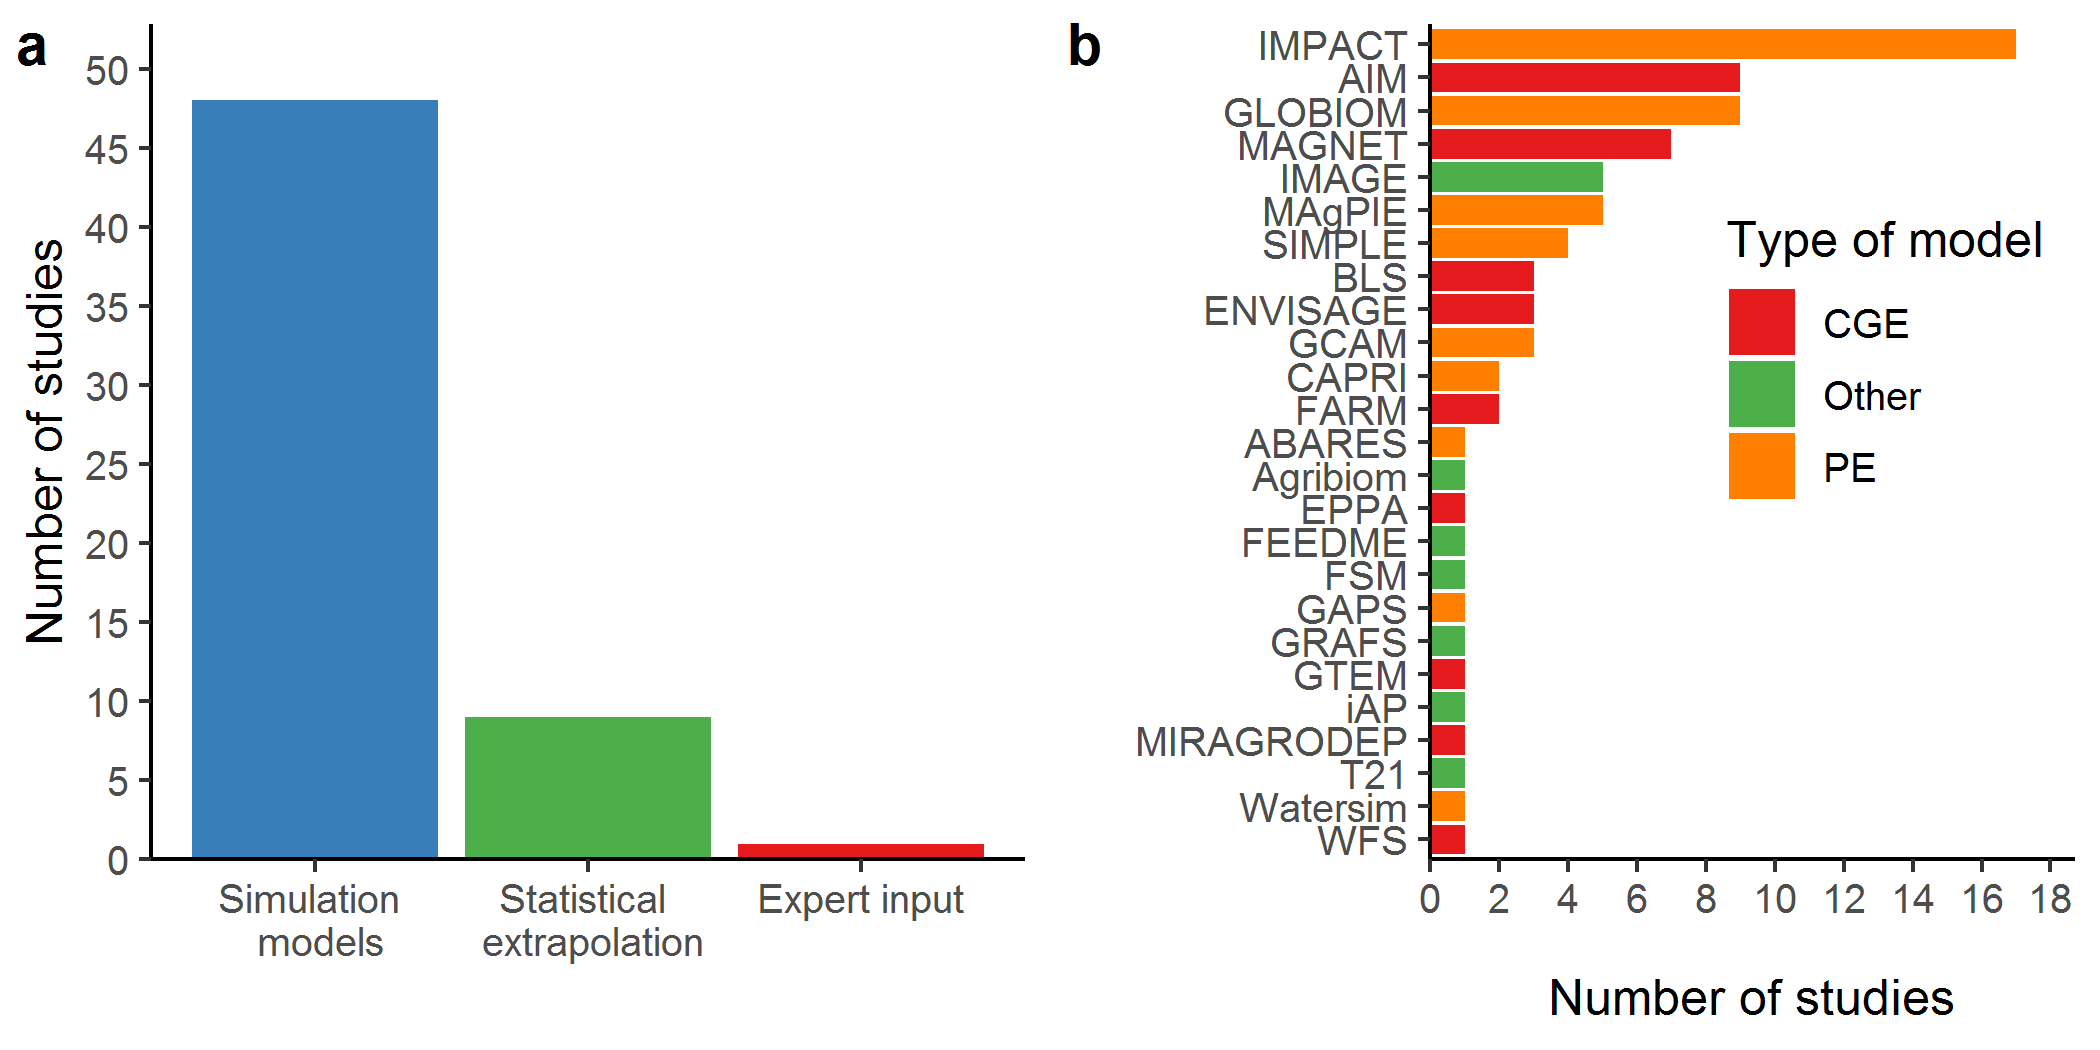 a
Number of studies
50
45
40
35
30
25
20
15
10
5
0
Simulation
models
Statistical
extrapolation
Expert input
b
IMPACT
AIM
GLOBIOM
MAGNET
IMAGE
MAgPIE
SIMPLE
BLS
ENVISAGE
GCAM
CAPRI
FARM
ABARES
Agribiom
EPPA
FEEDME
FSM
GAPS
GRAFS
GTEM
iAP
MIRAGRODEP
T21
Watersim
WFS
0 2 4 6 8 10 12 14 16 18
Number of studies
Type of model
CGE
Other
PE